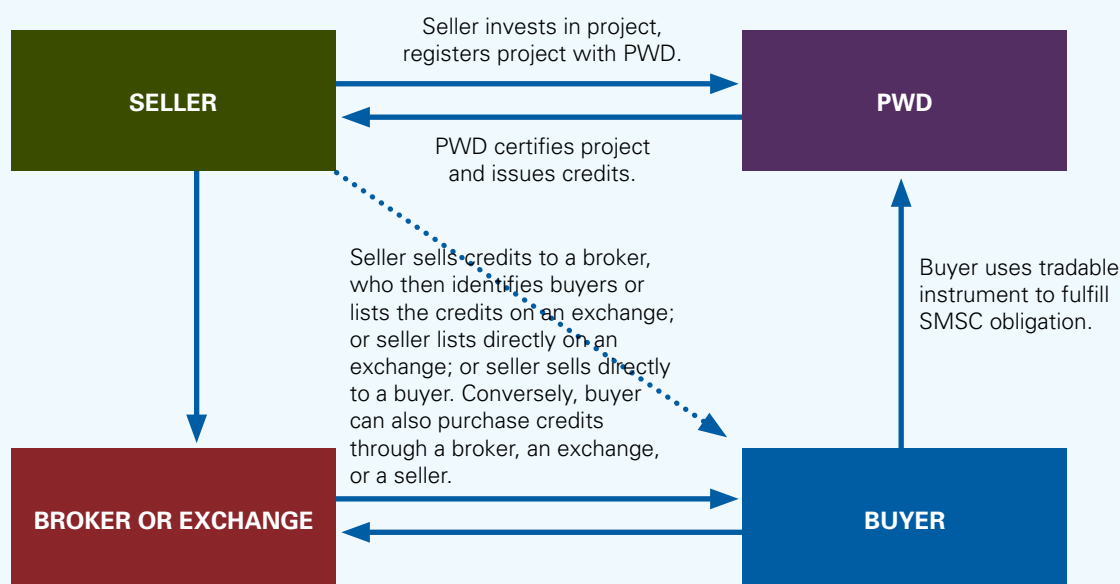 Seller invests in project,
registers project with PWD.
SELLER
PWD
PWD certifies project
and issues credits.
Seller sells credits to a broker,
who then identifies buyers or
lists the credits on an exchange;
or seller lists directly on an
exchange; or seller sells directly
to a buyer. Conversely, buyer
can also purchase credits
through a broker, an exchange,
or a seller.
Buyer uses tradable
instrument to fulfill
SMSC obligation.
BROKER OR EXCHANGE
BUYER